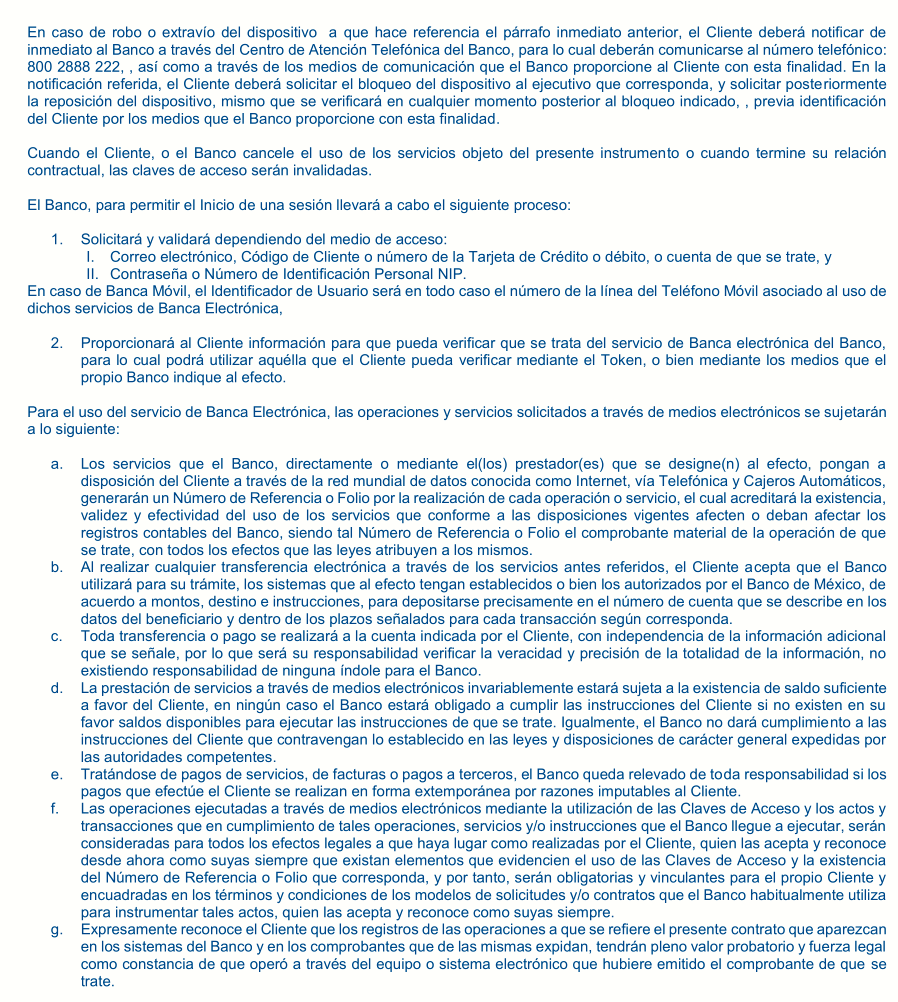 En caso de robo o extravío del dispositivo a que hace referencia el párrafo inmediato anterior, el Cliente deberá notificar de
inmediato al Banco a través del Centro de Atención Telefónica del Banco, para lo cual deberán comunicarse al número telefónico:
800 2888 222, , así como a través de los medios de comunicación que el Banco proporcione al Cliente con esta finalidad. En la
notificación referida, el Cliente deberá solicitar el bloqueo del dispositivo al ejecutivo que corresponda, y solicitar posteriormente
la reposición del dispositivo, mismo que se verificará en cualquier momento posterior al bloqueo indicado, , previa identificación
del Cliente por los medios que el Banco proporcione con esta finalidad.
Cuando el Cliente, o el Banco cancele el uso de los servicios objeto del presente instrumento o cuando termine su relación
contractual, las claves de acceso serán invalidadas.
El Banco, para permitir el Inicio de una sesión llevará a cabo el siguiente proceso:
1. Solicitará y validará dependiendo del medio de acceso:
I. Correo electrónico, Código de Cliente o número de la Tarjeta de Crédito o débito, o cuenta de que se trate, y
II. Contraseña o Número de Identificación Personal NIP.
En caso de Banca Móvil, el Identificador de Usuario será en todo caso el número de la línea del Teléfono Móvil asociado al uso de
dichos servicios de Banca Electrónica,
2. Proporcionará al Cliente información para que pueda verificar que se trata del servicio de Banca electrónica del Banco,
para lo cual podrá utilizar aquélla que el Cliente pueda verificar mediante el Token, o bien mediante los medios que el
propio Banco indique al efecto.
Para el uso del servicio de Banca Electrónica, las operaciones y servicios solicitados a través de medios electrónicos se sujetarán
a lo siguiente:
a. Los servicios que el Banco, directamente o mediante el(los) prestador(es) que se designe(n) al efecto, pongan a
disposición del Cliente a través de la red mundial de datos conocida como Internet, vía Telefónica y Cajeros Automáticos,
generarán un Número de Referencia o Folio por la realización de cada operación o servicio, el cual acreditará la existencia,
validez y efectividad del uso de los servicios que conforme a las disposiciones vigentes afecten o deban afectar los
registros contables del Banco, siendo tal Número de Referencia o Folio el comprobante material de la operación de que
se trate, con todos los efectos que las leyes atribuyen a los mismos.
b. Al realizar cualquier transferencia electrónica a través de los servicios antes referidos, el Cliente acepta que el Banco
utilizará para su trámite, los sistemas que al efecto tengan establecidos o bien los autorizados por el Banco de México, de
acuerdo a montos, destino e instrucciones, para depositarse precisamente en el número de cuenta que se describe en los
datos del beneficiario y dentro de los plazos señalados para cada transacción según corresponda.
c. Toda transferencia o pago se realizará a la cuenta indicada por el Cliente, con independencia de la información adicional
que se señale, por lo que será su responsabilidad verificar la veracidad y precisión de la totalidad de la información, no
existiendo responsabilidad de ninguna índole para el Banco.
d. La prestación de servicios a través de medios electrónicos invariablemente estará sujeta a la existencia de saldo suficiente
a favor del Cliente, en ningún caso el Banco estará obligado a cumplir las instrucciones del Cliente si no existen en su
favor saldos disponibles para ejecutar las instrucciones de que se trate. Igualmente, el Banco no dará cumplimiento a las
instrucciones del Cliente que contravengan lo establecido en las leyes y disposiciones de carácter general expedidas por
las autoridades competentes.
e. Tratándose de pagos de servicios, de facturas o pagos a terceros, el Banco queda relevado de toda responsabilidad si los
pagos que efectúe el Cliente se realizan en forma extemporánea por razones imputables al Cliente.
f. Las operaciones ejecutadas a través de medios electrónicos mediante la utilización de las Claves de Acceso y los actos y
transacciones que en cumplimiento de tales operaciones, servicios y/o instrucciones que el Banco llegue a ejecutar, serán
consideradas para todos los efectos legales a que haya lugar como realizadas por el Cliente, quien las acepta y reconoce
desde ahora como suyas siempre que existan elementos que evidencien el uso de las Claves de Acceso y la existencia
del Número de Referencia o Folio que corresponda, y por tanto, serán obligatorias y vinculantes para el propio Cliente y
encuadradas en los términos y condiciones de los modelos de solicitudes y/o contratos que el Banco habitualmente utiliza
para instrumentar tales actos, quien las acepta y reconoce como suyas siempre.
g. Expresamente reconoce el Cliente que los registros de las operaciones a que se refiere el presente contrato que aparezcan
en los sistemas del Banco y en los comprobantes que de las mismas expidan, tendrán pleno valor probatorio y fuerza legal
como constancia de que operó a través del equipo o sistema electrónico que hubiere emitido el comprobante de que se
trate.